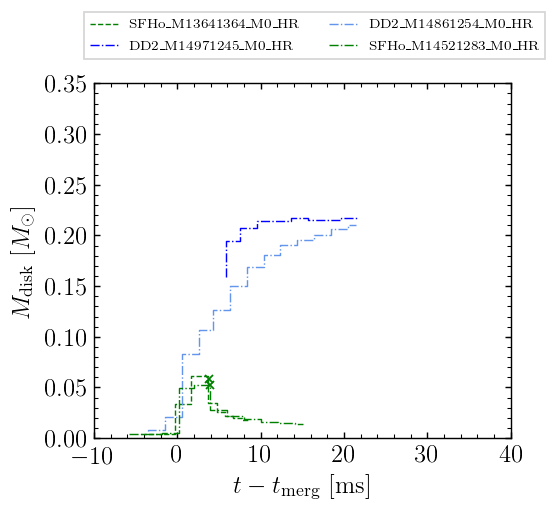 SFHo_M13641364_M0_HR DD2_M14861254_M0_HR
DD2_M14971245_M0_HR SFHo_M14521283_M0_HR
0.35
0.30
0.25
0.20
0.15
0.10
0.05
0.00
M_disk [M_⊙]
−10 0 10 20 30 40
t − t_merg [ms]